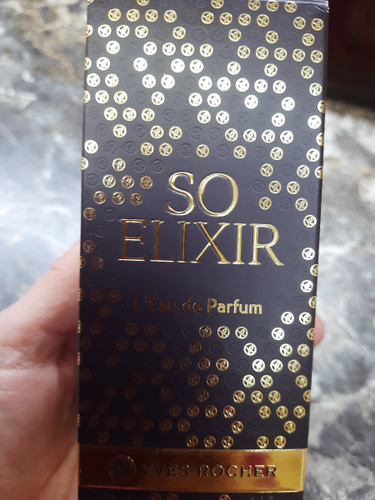 SO
ELIXIR
L'Eau de Parfum
YVES ROCHER